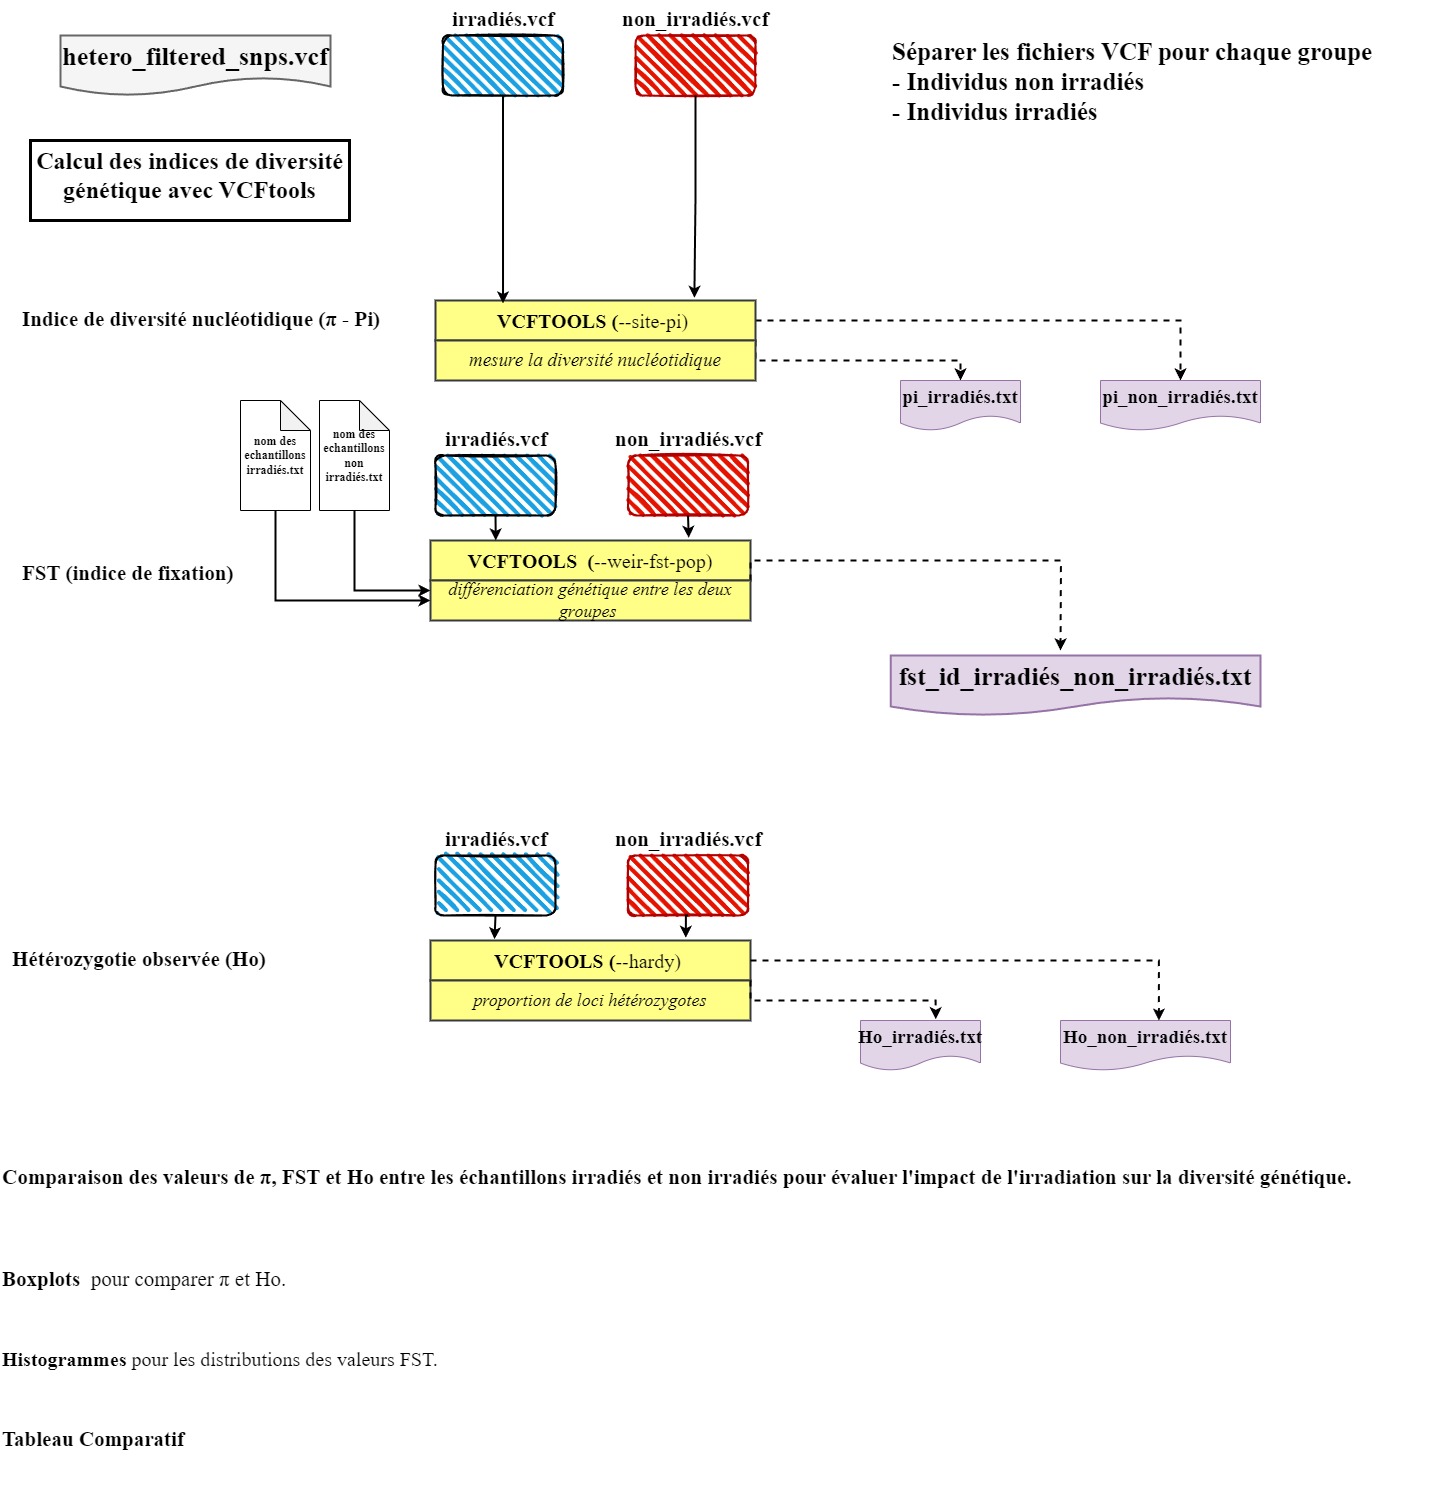 irradiés.vcf
non_irradiés.vcf
hetero_filtered_snps.vcf
Séparer les fichiers VCF pour chaque groupe
- Individus non irradiés
- Individus irradiés
Calcul des indices de diversité
génétique avec VCFtools
Indice de diversité nucléotidique (π - Pi)
VCFTOOLS (--site-pi)
mesure la diversité nucléotidique
pi_irradiés.txt
pi_non_irradiés.txt
nom des
echantillons
irradiés.txt
nom des
echantillons
non
irradiés.txt
irradiés.vcf
non_irradiés.vcf
FST (indice de fixation)
VCFTOOLS  (--weir-fst-pop)
différenciation génétique entre les deux
groupes
fst_id_irradiés_non_irradiés.txt
irradiés.vcf
non_irradiés.vcf
Hétérozygotie observée (Ho)
VCFTOOLS (--hardy)
proportion de loci hétérozygotes
Ho_irradiés.txt
Ho_non_irradiés.txt
Comparaison des valeurs de π, FST et Ho entre les échantillons irradiés et non irradiés pour évaluer l'impact de l'irradiation sur la diversité génétique.
Boxplots  pour comparer π et Ho.
Histogrammes pour les distributions des valeurs FST.
Tableau Comparatif